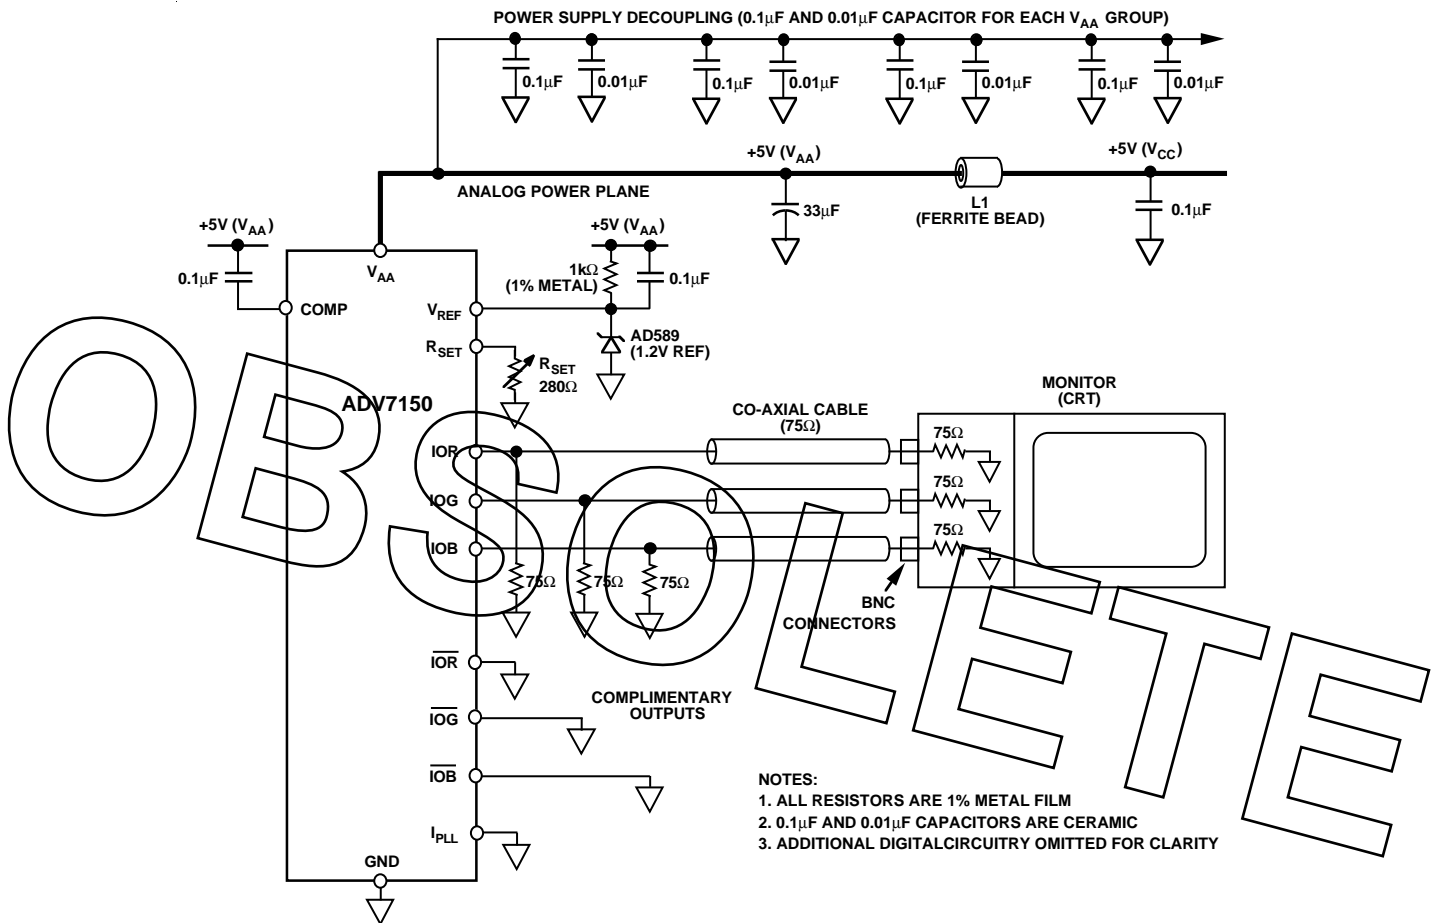 POWER SUPPLY DECOUPLING (0.1μF AND 0.01μF CAPACITOR FOR EACH VAA GROUP)
0.1μF 0.01μF 0.1μF 0.01μF 0.1μF 0.01μF 0.1μF 0.01μF
+5V (VAA)
+5V (VCC)
ANALOG POWER PLANE
33μF
L1
(FERRITE BEAD)
0.1μF
+5V (VAA)
0.1μF
+5V (VAA)
1kΩ
(1% METAL)
0.1μF
VAA
COMP
VREF
AD589
(1.2V REF)
RSET
RSET
280Ω
ADV7150
MONITOR
(CRT)
CO-AXIAL CABLE
(75Ω)
IOR
75Ω
IOG
75Ω
IOB
75Ω
75Ω 75Ω 75Ω
BNC
CONNECTORS
IOR
COMPLIMENTARY
OUTPUTS
IOG
IOB
IPLL
GND
NOTES:
1. ALL RESISTORS ARE 1% METAL FILM
2. 0.1μF AND 0.01μF CAPACITORS ARE CERAMIC
3. ADDITIONAL DIGITALCIRCUITRY OMITTED FOR CLARITY
OBSOLETE